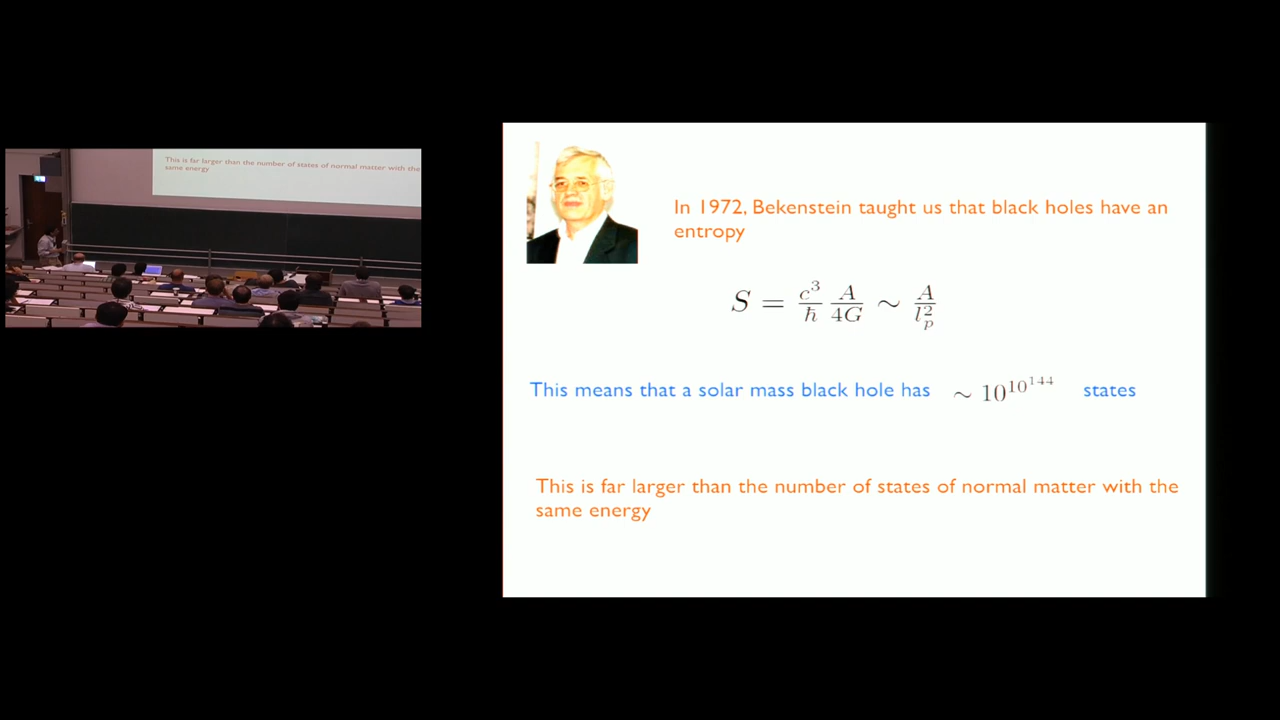 This is far larger than the number of states of normal matter with the
same energy
In 1972, Bekenstein taught us that black holes have an
entropy
S = c³/ħ A/4G ∼ A/l_p²
This means that a solar mass black hole has ∼ 10^10^144 states
This is far larger than the number of states of normal matter with the
same energy